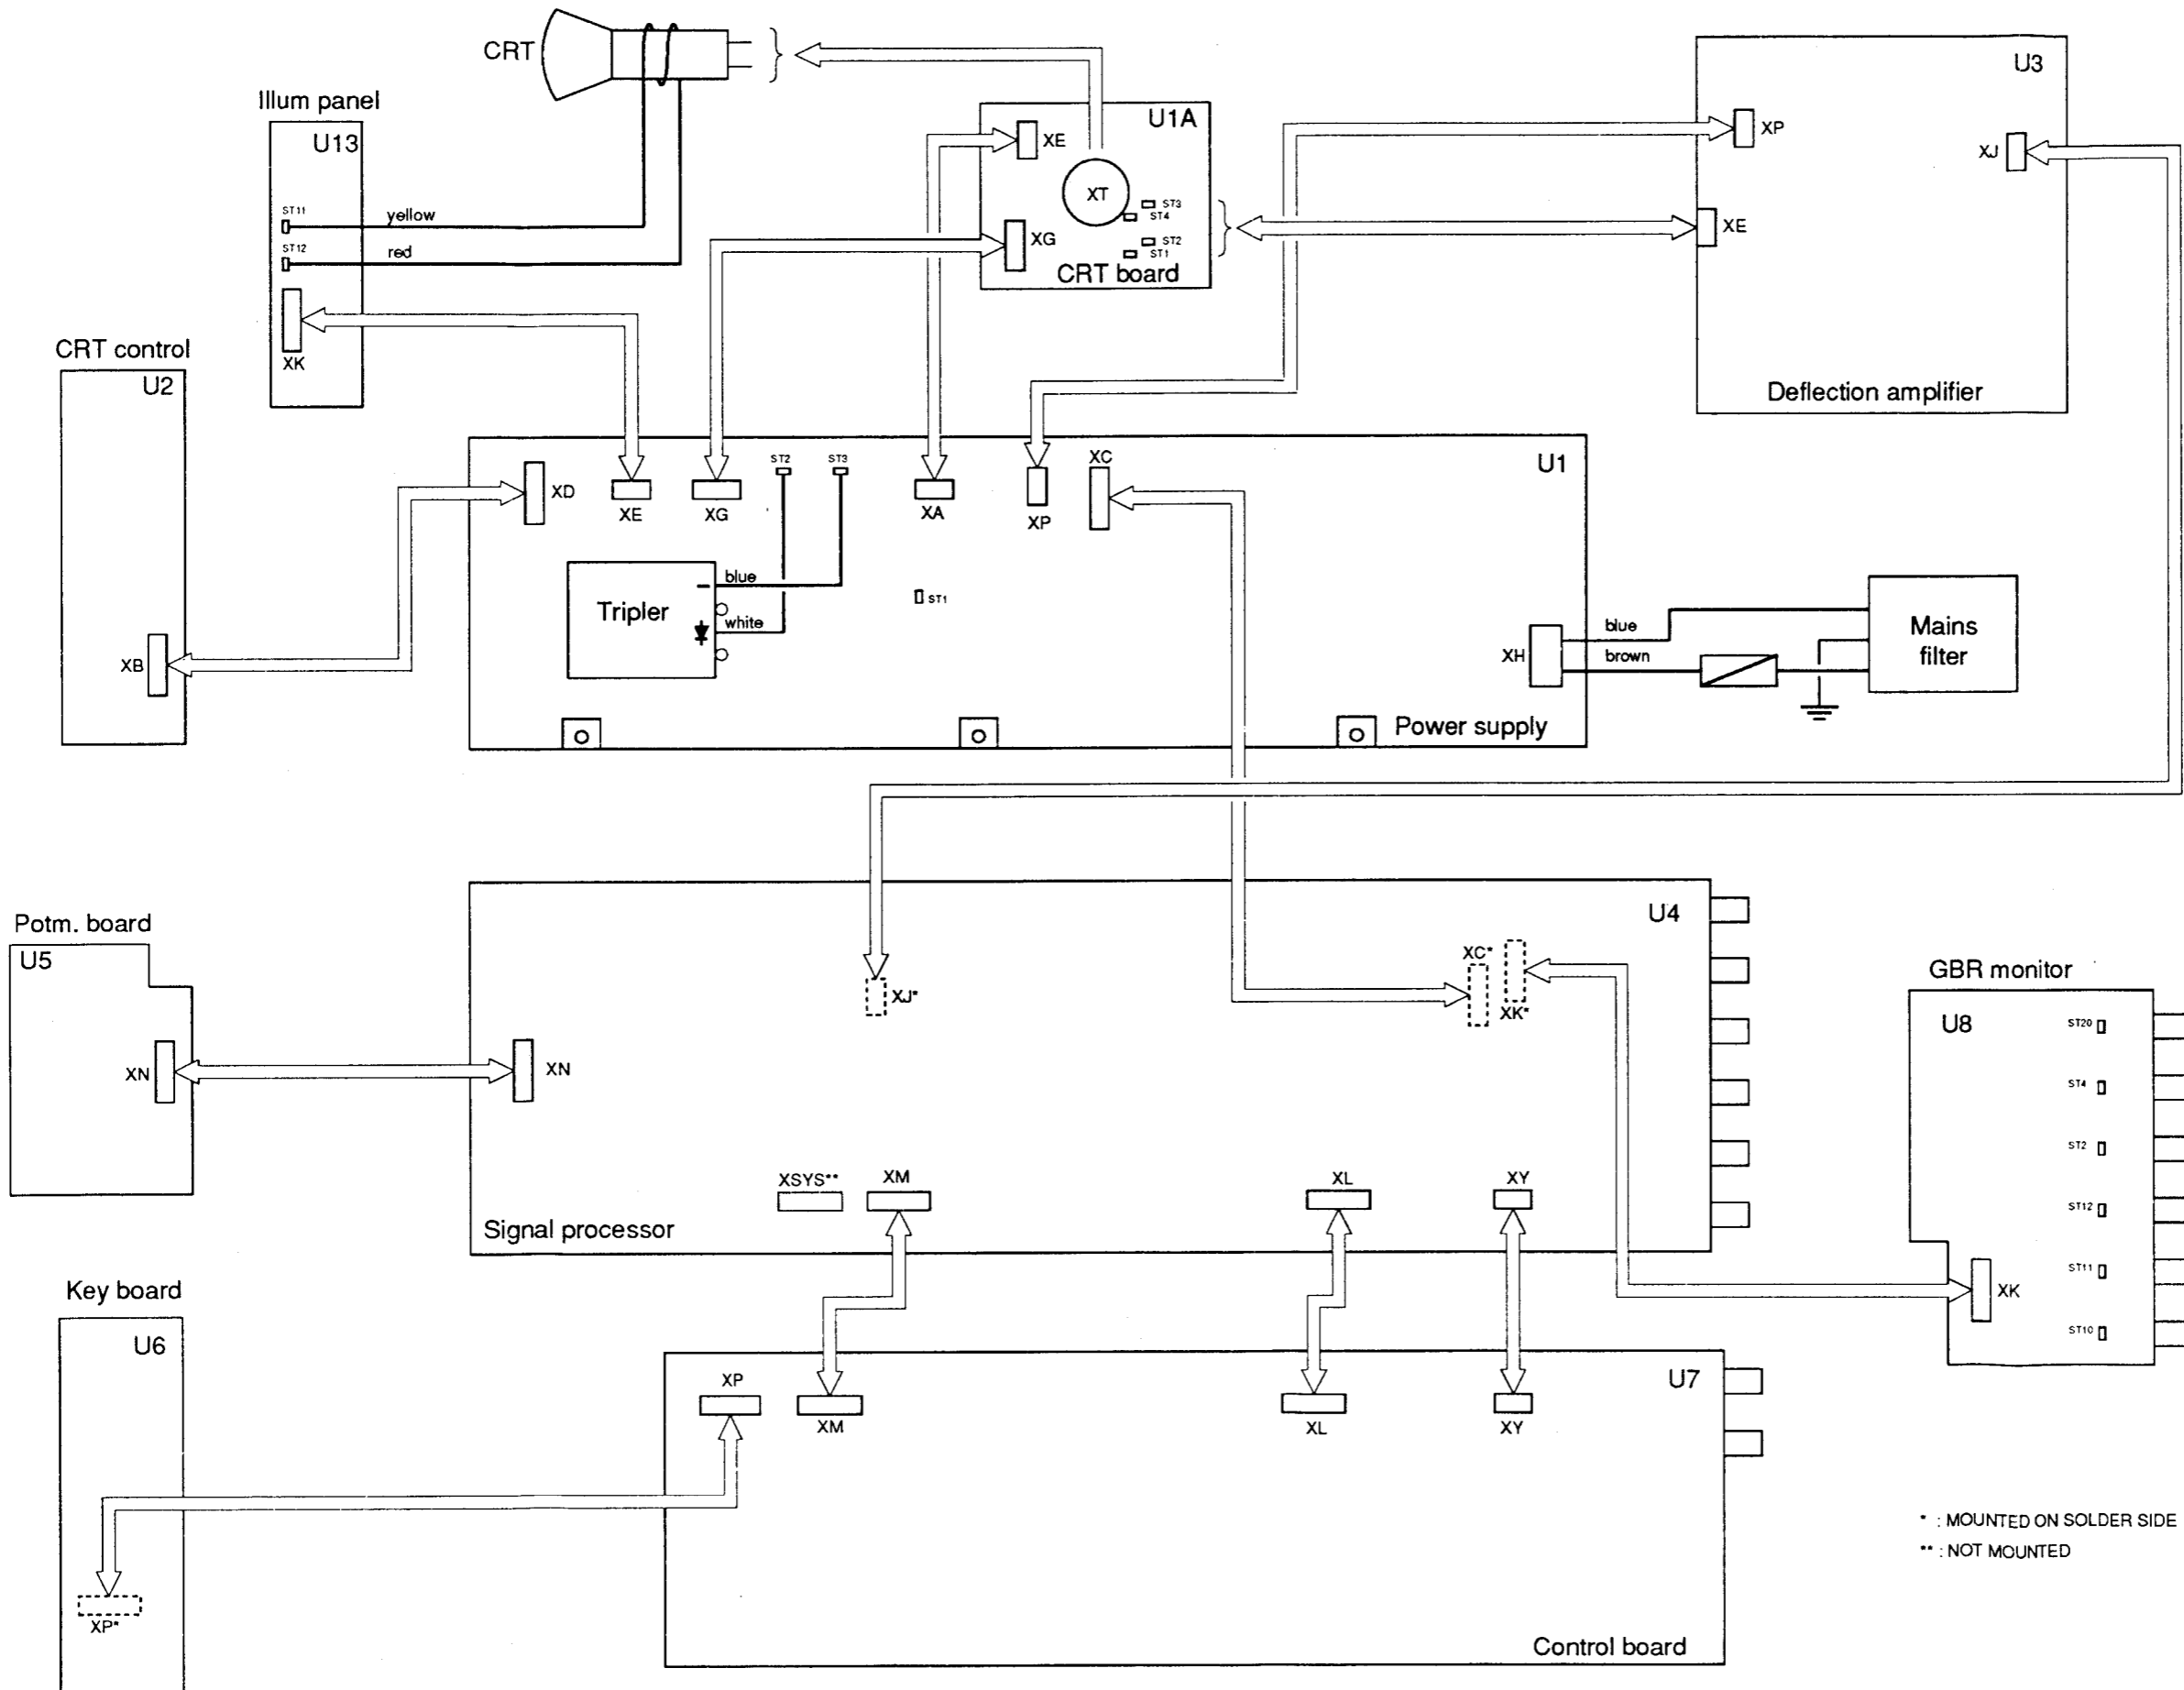 CRT
U3
Illum panel
U1A
XE
XP
U13
XJ
XT
ST3
ST4
ST11
yellow
XE
XG
ST2
ST12
red
ST1
CRT board
XK
CRT control
U2
Deflection amplifier
ST2
ST3
XC
U1
XD
XE
XG
XA
XP
blue
Tripler
ST1
white
blue
Mains
filter
XB
XH
brown
Power supply
U4
Potm. board
U5
XC*
GBR monitor
XJ*
XK*
U8
ST20
XN
XN
ST4
ST2
XSYS**
XM
XL
XY
ST12
Signal processor
ST11
Key board
XK
ST10
U6
XP
U7
XM
XL
XY
* : MOUNTED ON SOLDER SIDE
** : NOT MOUNTED
XP*
Control board